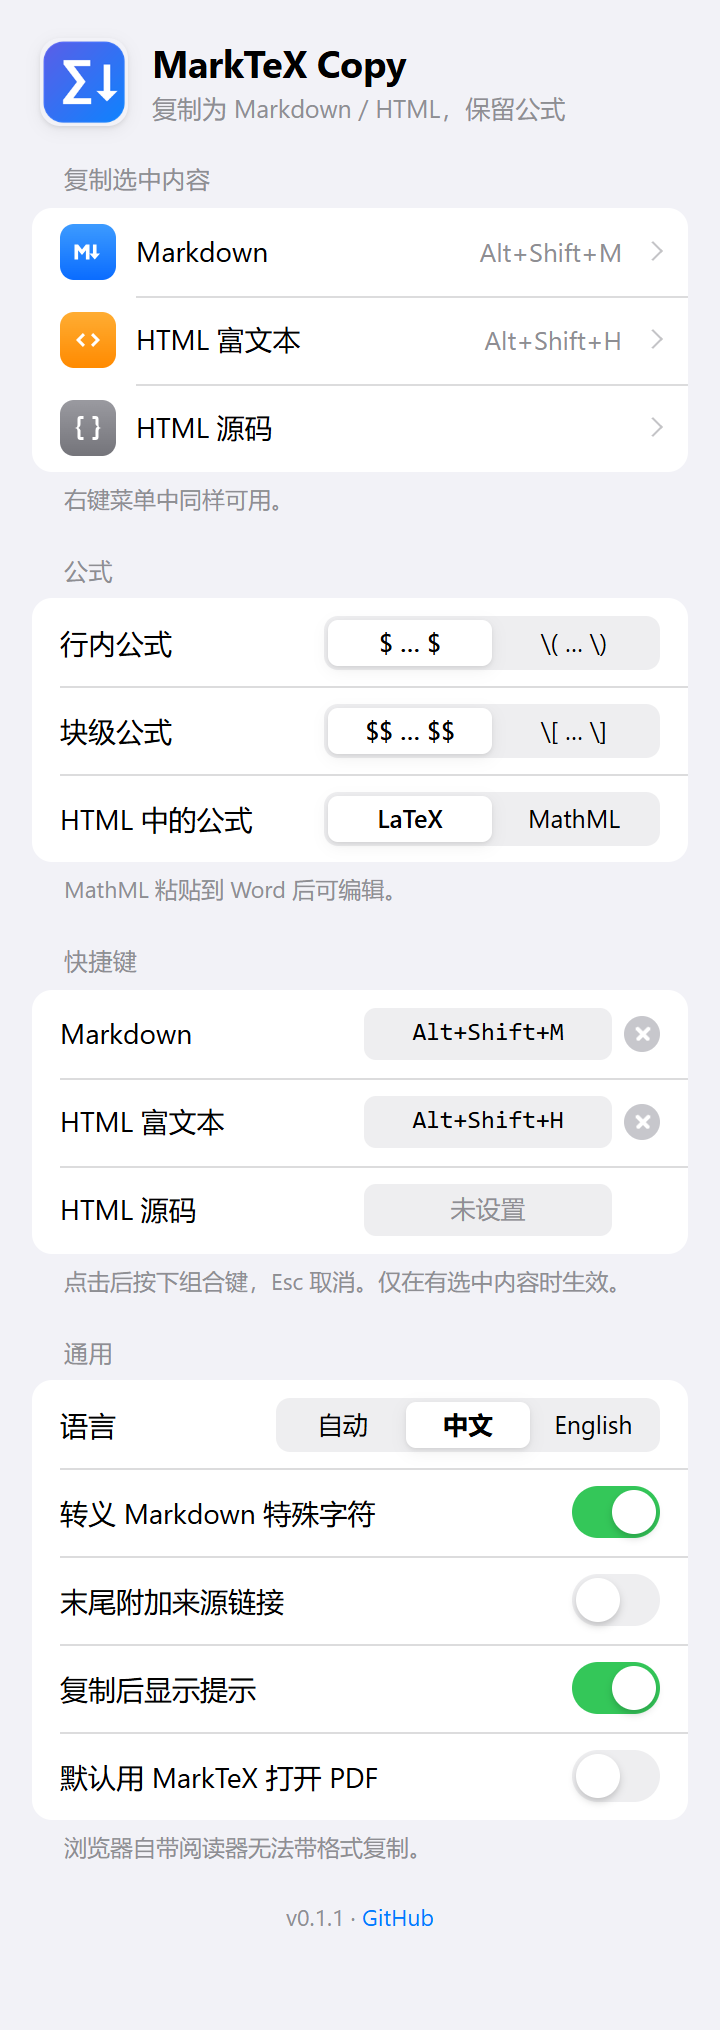 MarkTeX Copy
复制为 Markdown / HTML，保留公式
复制选中内容
Markdown Alt+Shift+M
HTML 富文本 Alt+Shift+H
HTML 源码
右键菜单中同样可用。
公式
行内公式 $ ... $ \( ... \)
块级公式 $$ ... $$ \[ ... \]
HTML 中的公式 LaTeX MathML
MathML 粘贴到 Word 后可编辑。
快捷键
Markdown Alt+Shift+M
HTML 富文本 Alt+Shift+H
HTML 源码 未设置
点击后按下组合键，Esc 取消。仅在有选中内容时生效。
通用
语言 自动 中文 English
转义 Markdown 特殊字符
末尾附加来源链接
复制后显示提示
默认用 MarkTeX 打开 PDF
浏览器自带阅读器无法带格式复制。
v0.1.1 · GitHub